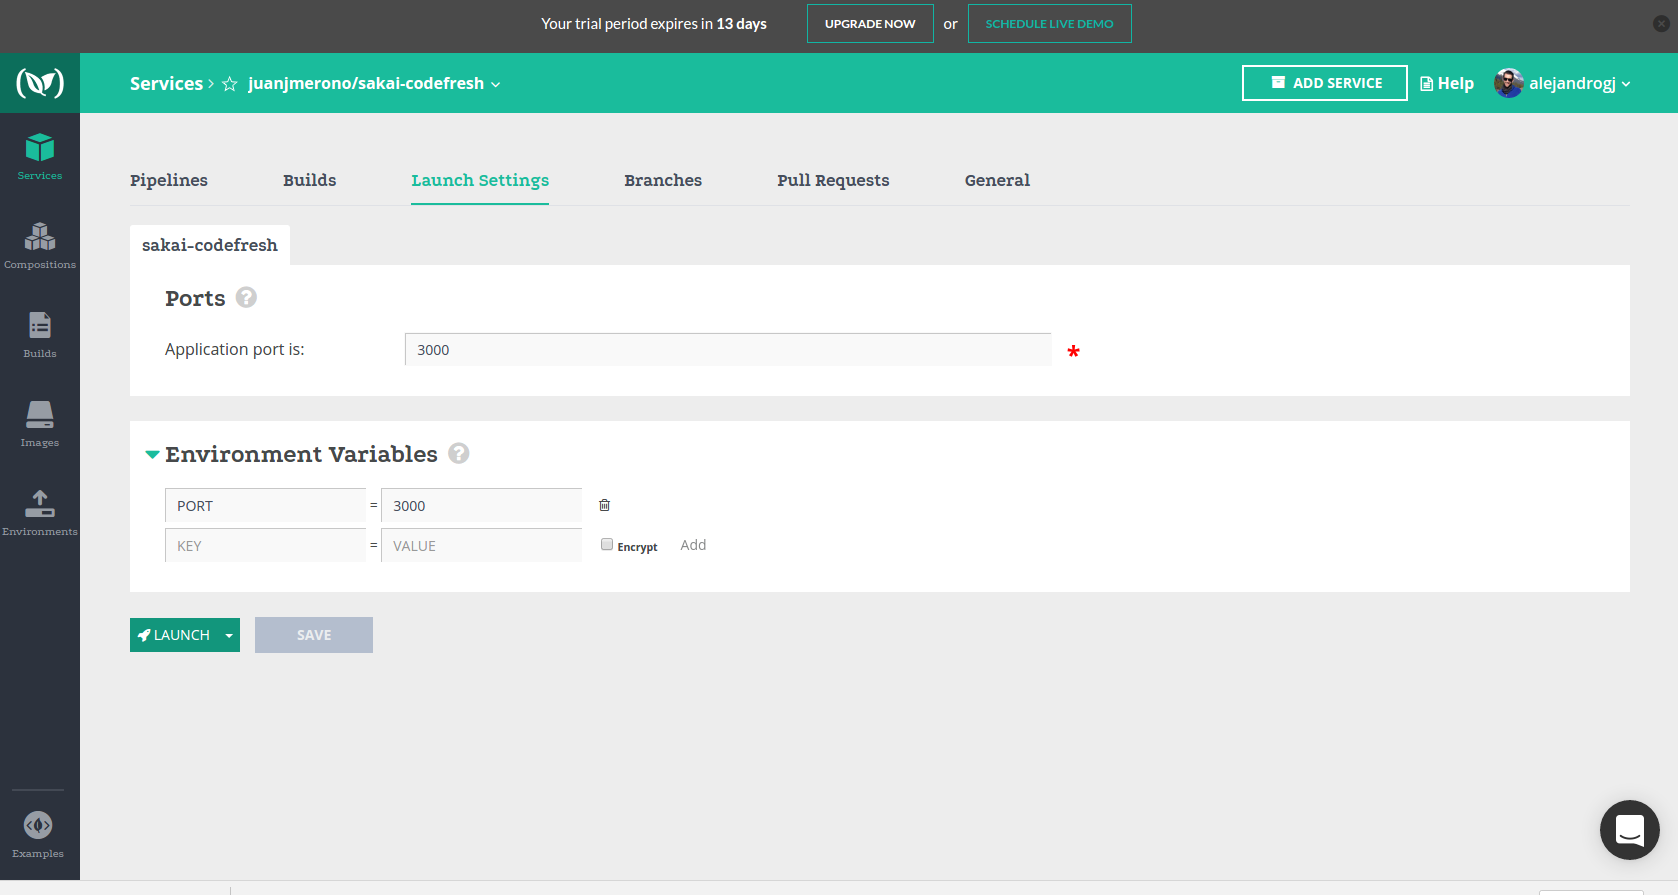 Your trial period expires in 13 days UPGRADE NOW or SCHEDULE LIVE DEMO
Services > juanjmerono/sakai-codefresh ADD SERVICE Help alejandrogj
Services
Compositions
Builds
Images
Environments
Examples
Pipelines Builds Launch Settings Branches Pull Requests General
sakai-codefresh
Ports ?
Application port is: 3000 *
Environment Variables ?
PORT = 3000
KEY = VALUE Encrypt Add
LAUNCH SAVE